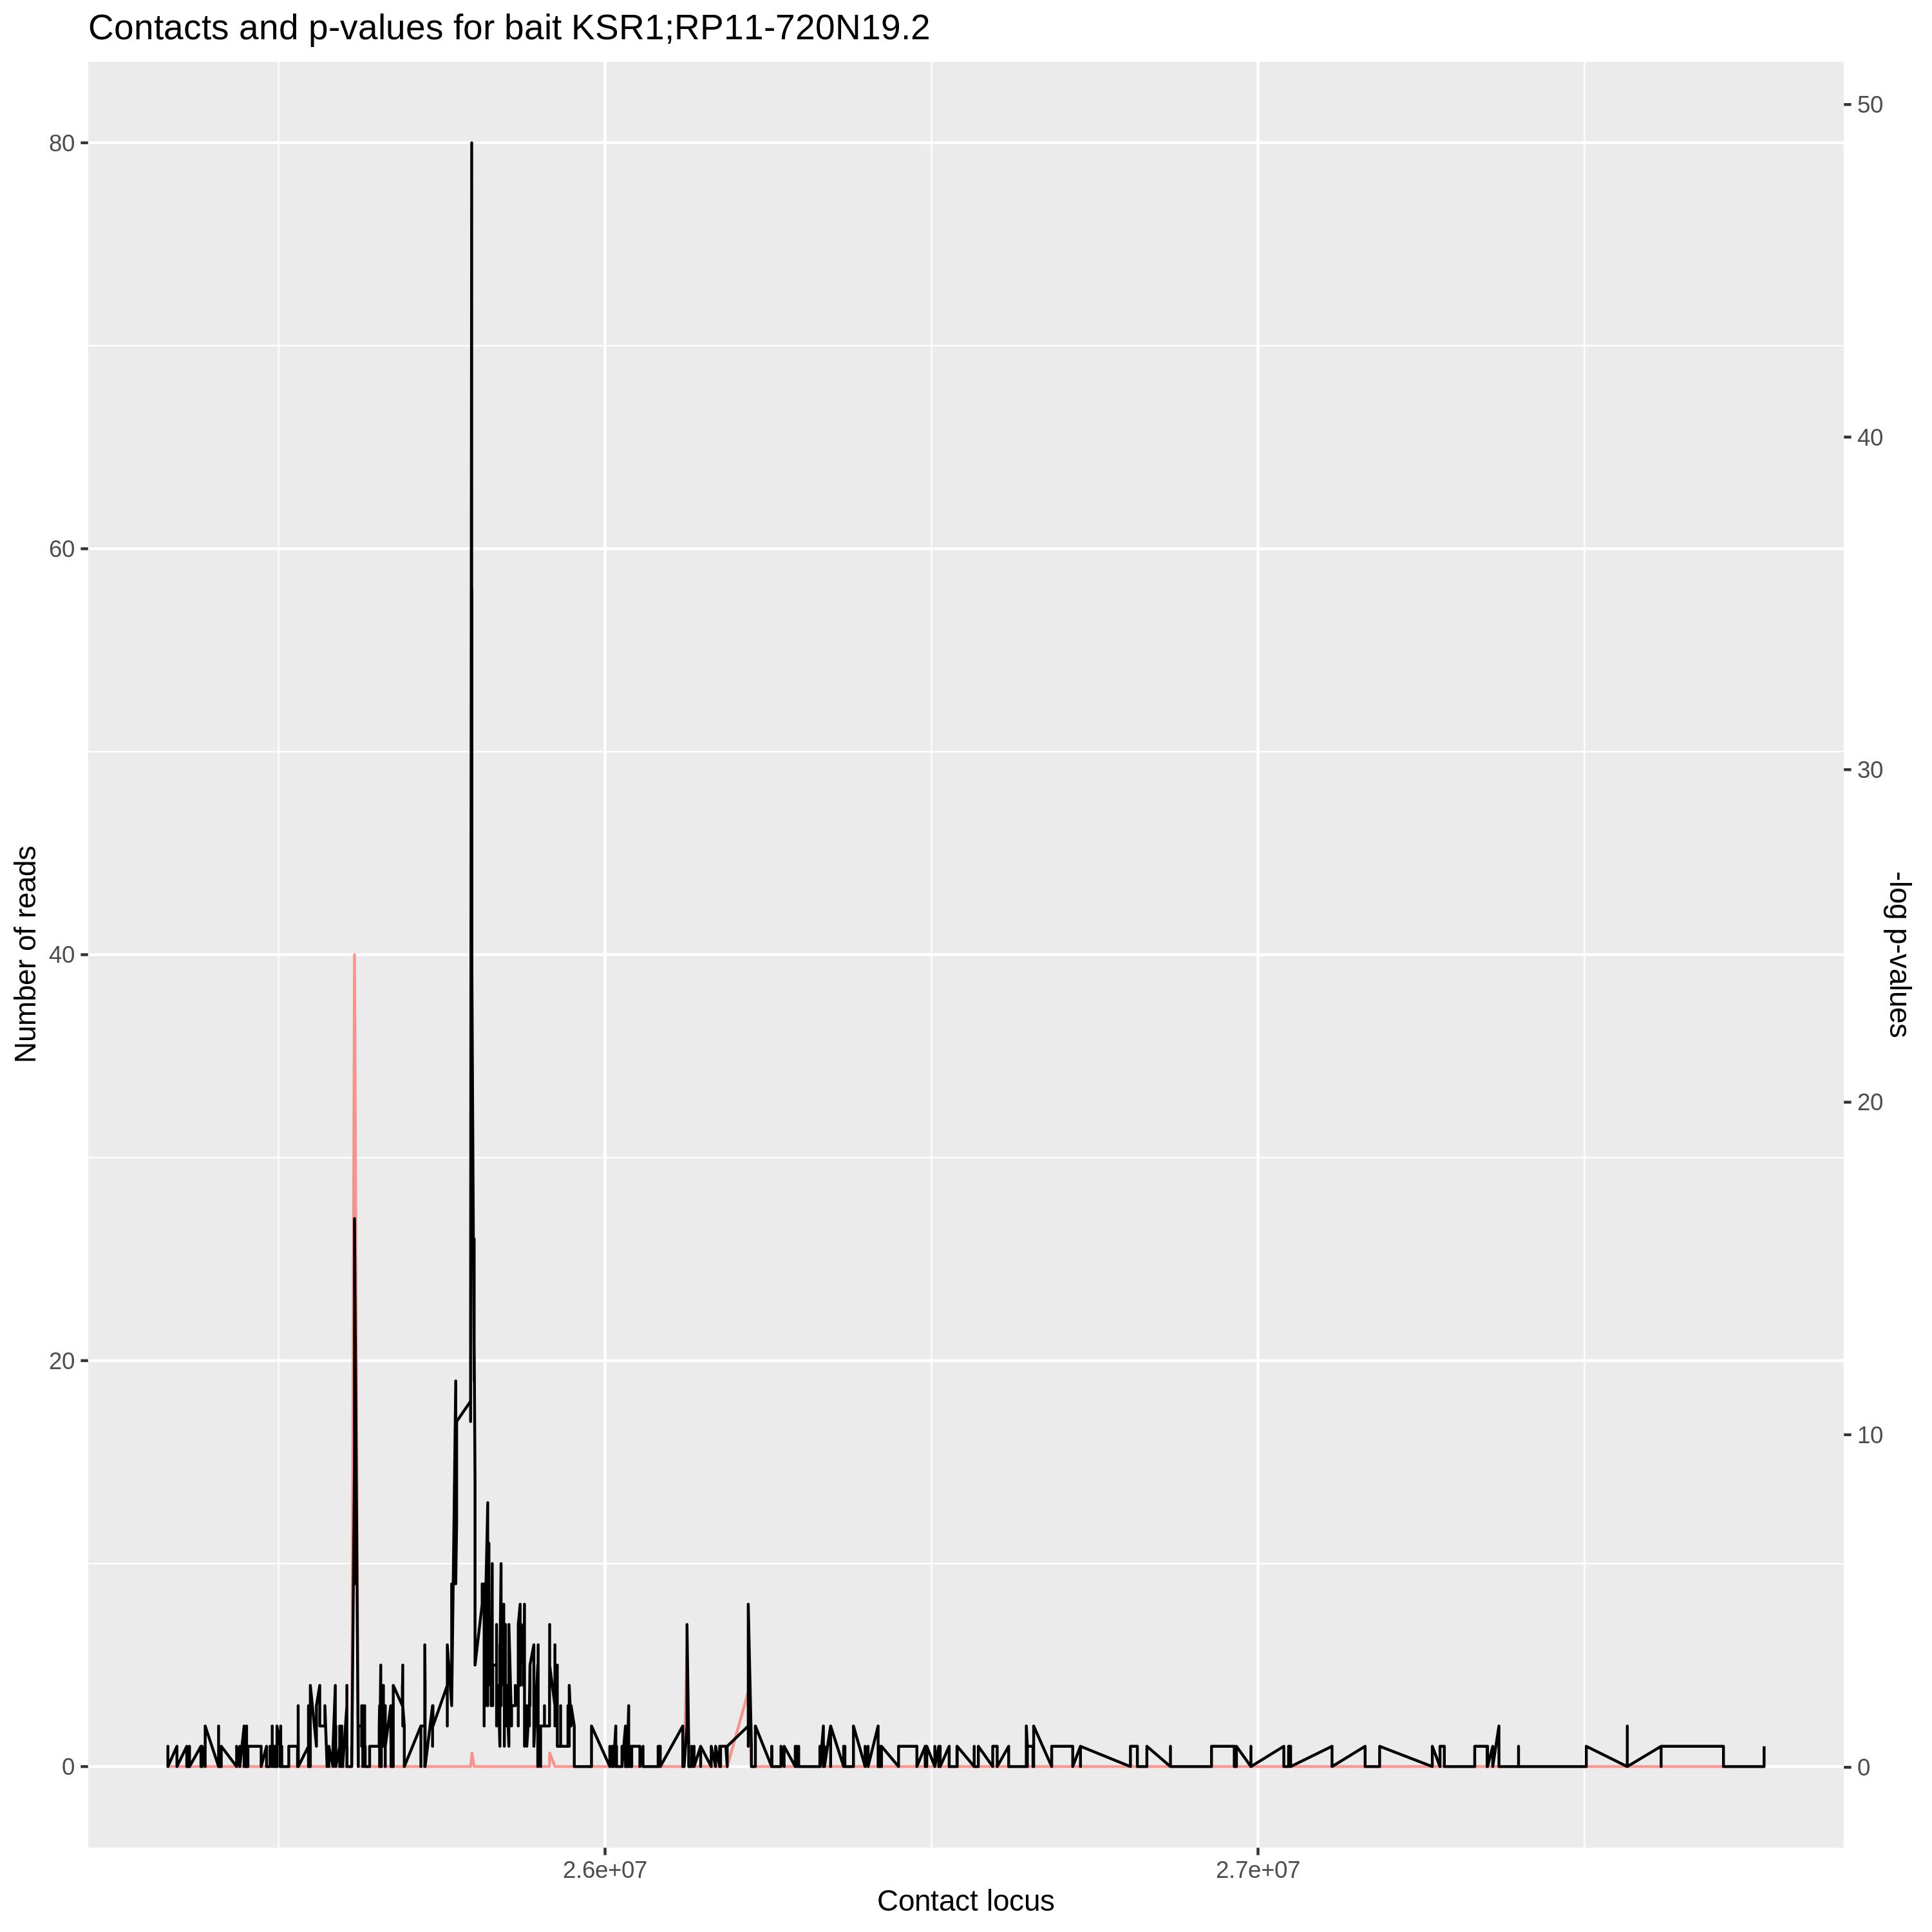 Contacts and p-values for bait KSR1;RP11-720N19.2
80
60
40
20
0
Number of reads
50
40
30
20
10
0
-log p-values
2.6e+07
2.7e+07
Contact locus